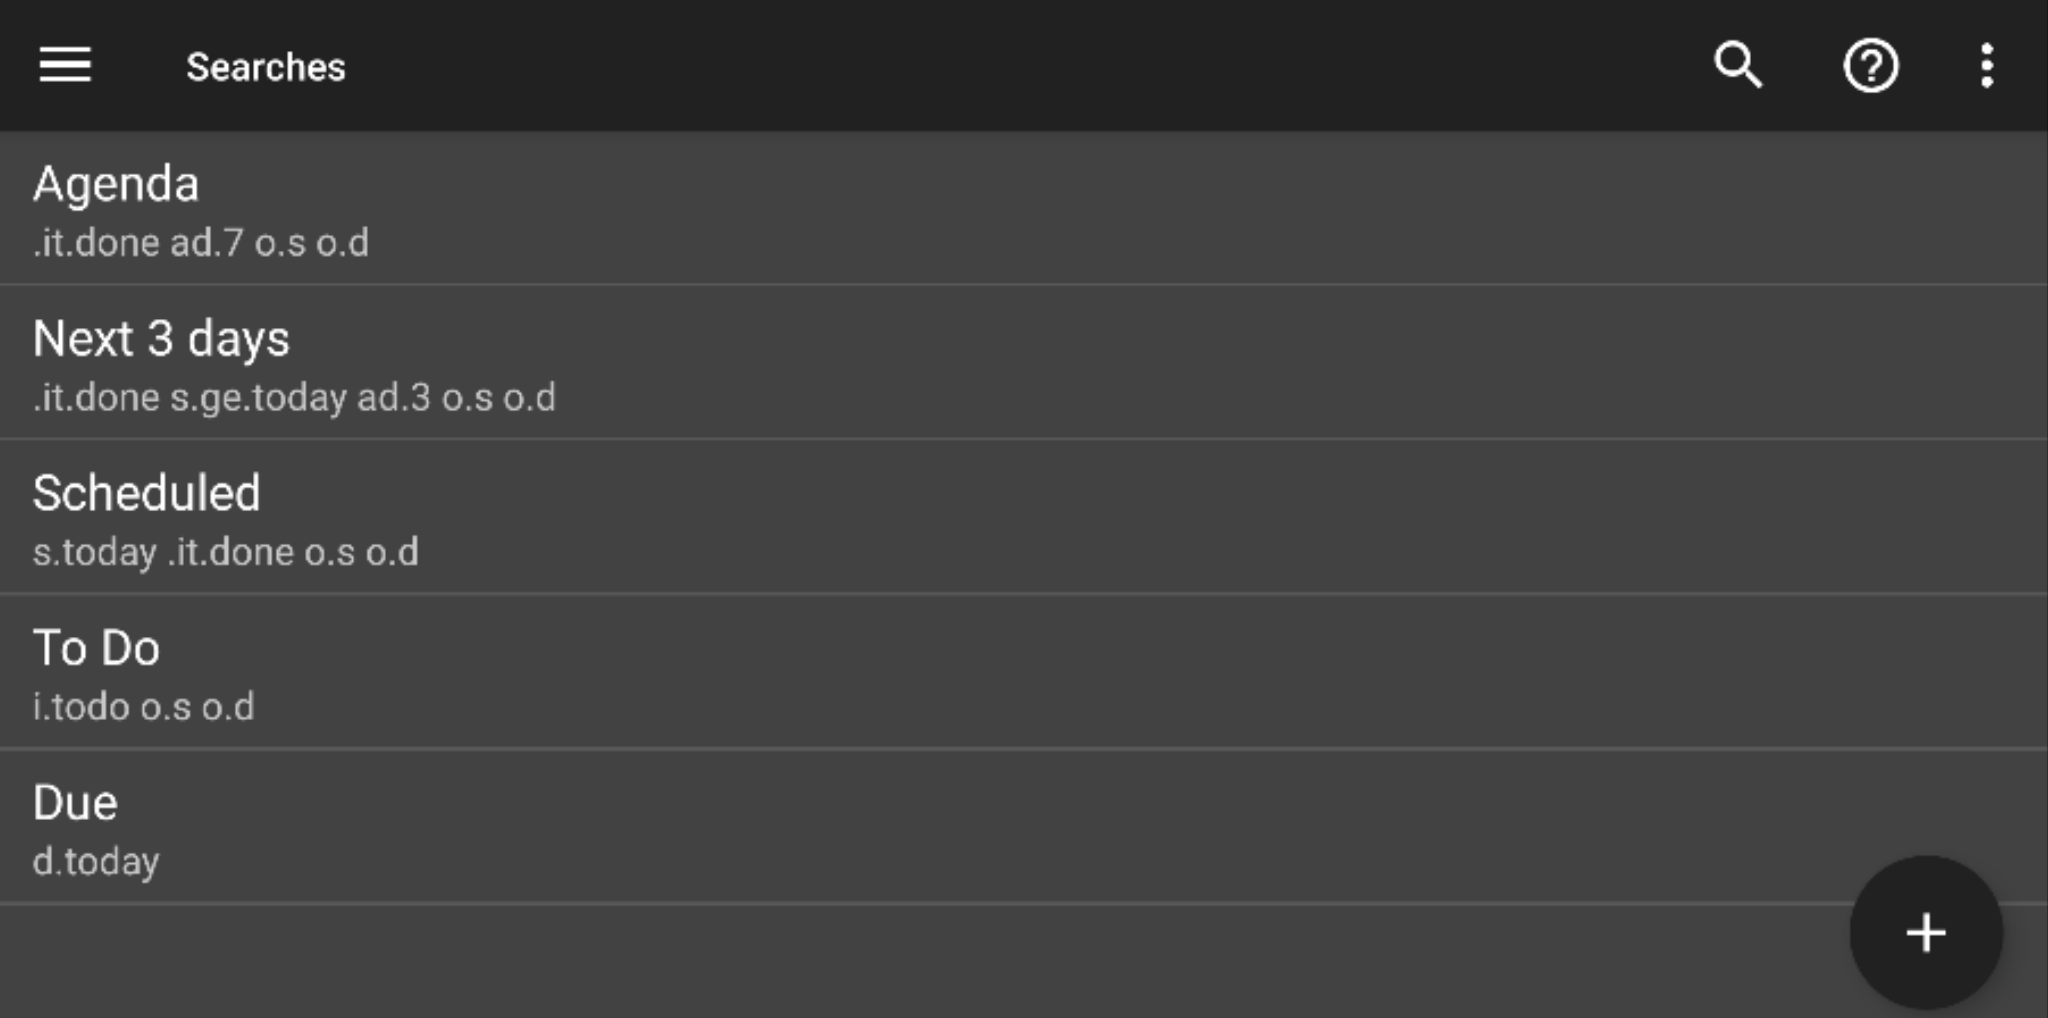 Searches
Agenda
.it.done ad.7 o.s o.d
Next 3 days
.it.done s.ge.today ad.3 o.s o.d
Scheduled
s.today .it.done o.s o.d
To Do
i.todo o.s o.d
Due
d.today